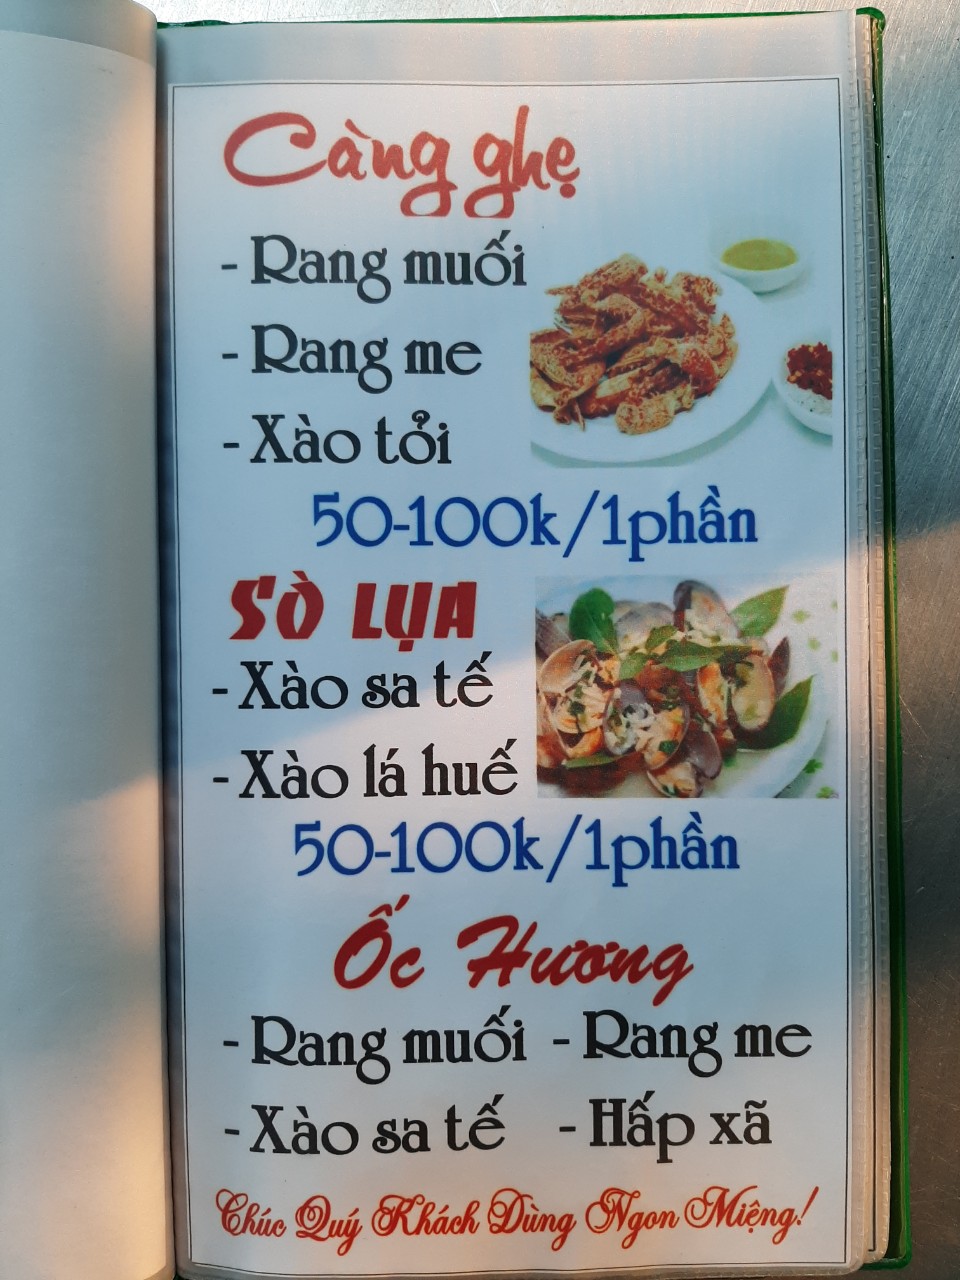 Càng ghẹ
- Rang muối
- Rang me
- Xào tỏi
50-100k/1phần
SÒ LỤA
- Xào sa tế
- Xào lá huế
50-100k/1phần
Ốc Hương
- Rang muối - Rang me
- Xào sa tế - Hấp xã
Chúc Quý Khách Dùng Ngon Miệng!